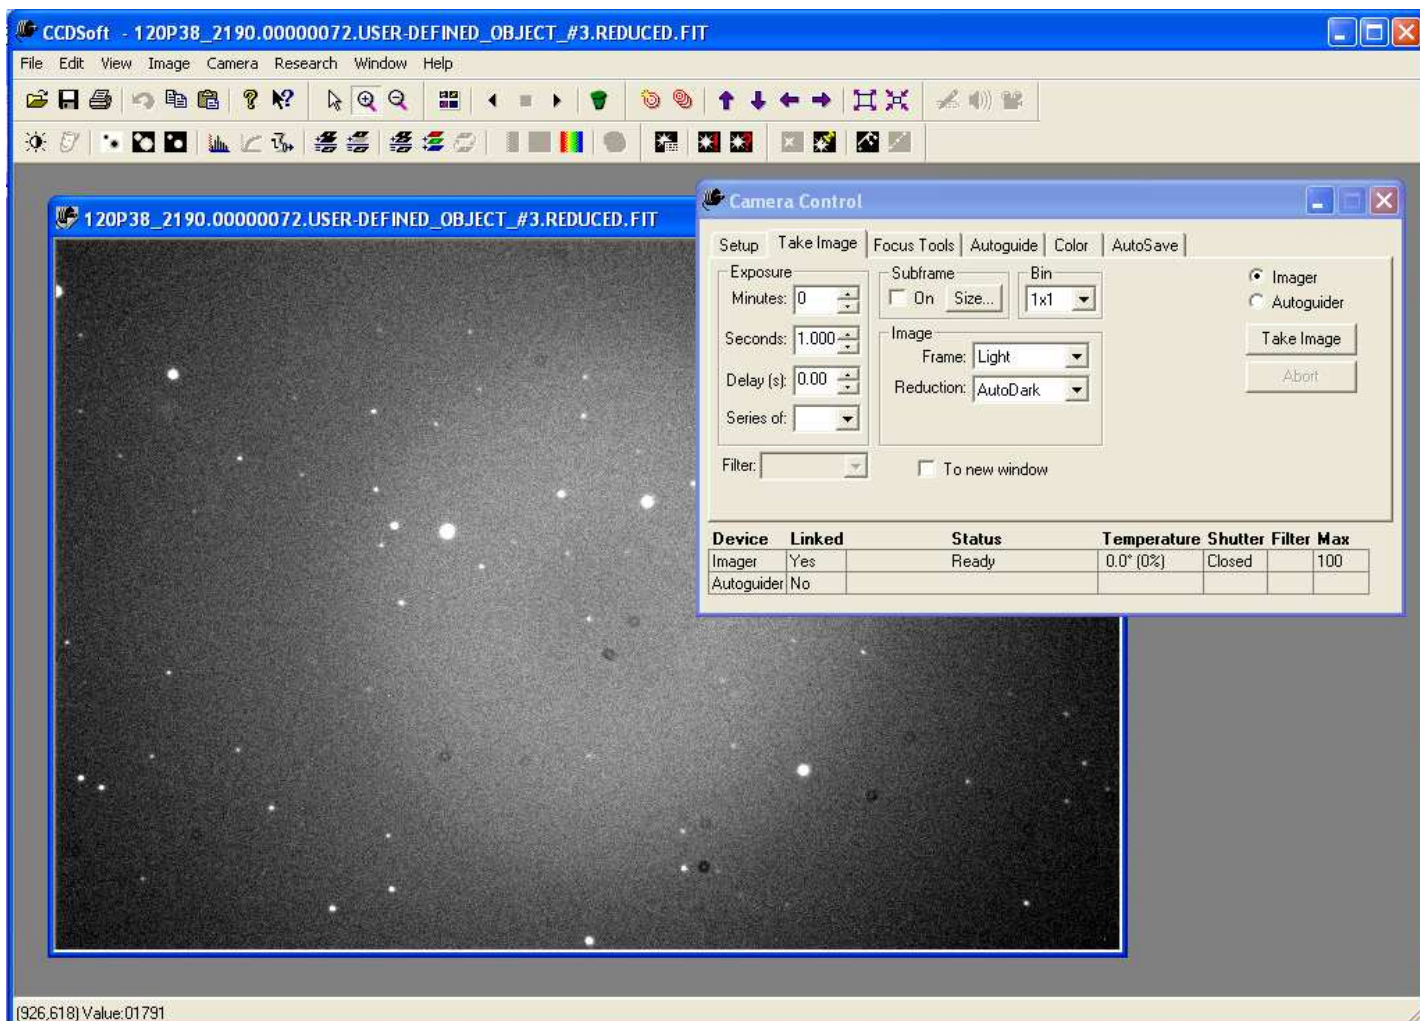 CCDSoft - 120P38_2190.00000072.USER-DEFINED_OBJECT_#3.REDUCED.FIT
File Edit View Image Camera Research Window Help
120P38_2190.00000072.USER-DEFINED_OBJECT_#3.REDUCED.FIT
Camera Control
Setup Take Image Focus Tools Autoguide Color AutoSave
Exposure
Minutes: 0
Seconds: 1.000
Delay (s): 0.00
Series of:
Filter:
Subframe
On Size...
Bin
1x1
Image
Frame: Light
Reduction: AutoDark
To new window
Imager
Autoguider
Take Image
Abort
Device Linked Status Temperature Shutter Filter Max
Imager Yes Ready 0.0° (0%) Closed 100
Autoguider No
(926,618) Value:01791